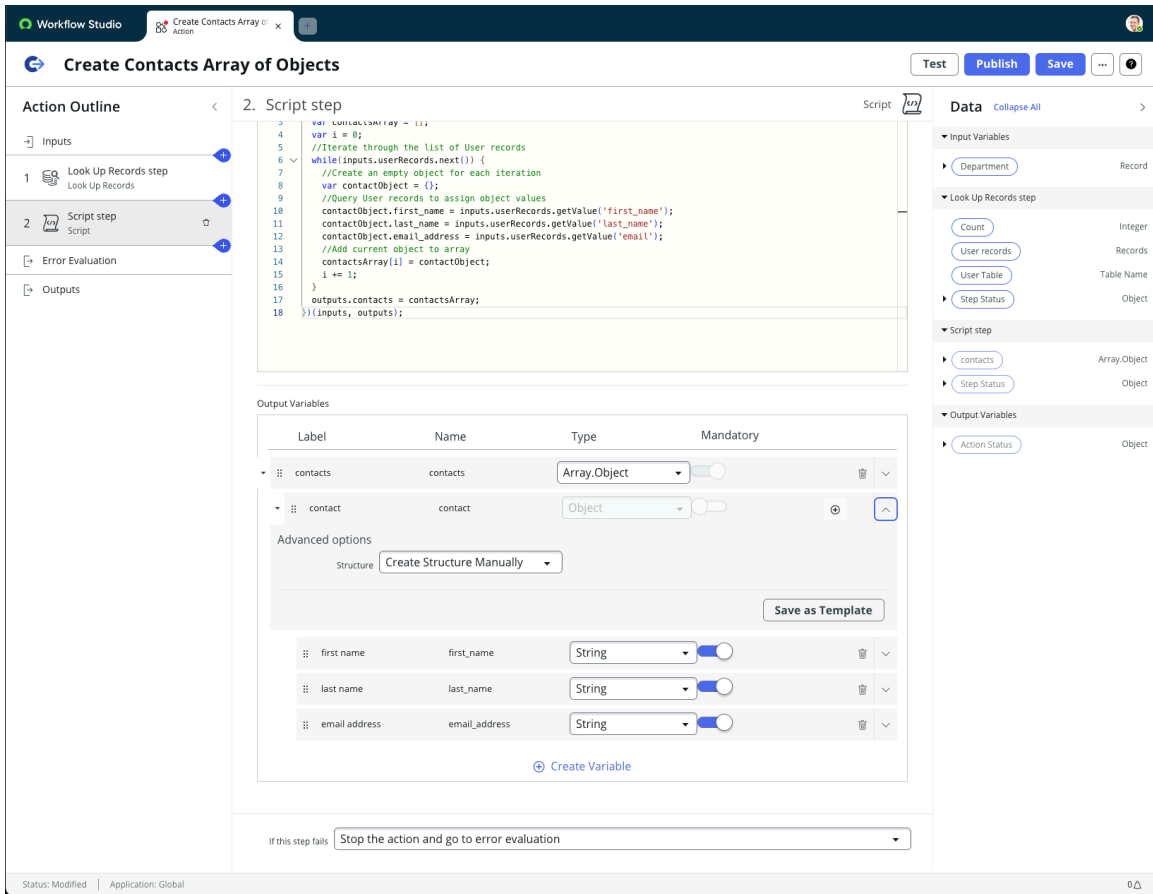 Workflow Studio
Create Contacts Array of
Action
Create Contacts Array of Objects
Test
Publish
Save
Action Outline
Inputs
1
Look Up Records step
Look Up Records
2
Script step
Script
Error Evaluation
Outputs
2. Script step
Script
3 var contactsArray = [];
4 var i = 0;
5 //Iterate through the list of User records
6 while(inputs.userRecords.next()) {
7 //Create an empty object for each iteration
8 var contactObject = {};
9 //Query User records to assign object values
10 contactObject.first_name = inputs.userRecords.getValue('first_name');
11 contactObject.last_name = inputs.userRecords.getValue('last_name');
12 contactObject.email_address = inputs.userRecords.getValue('email');
13 //Add current object to array
14 contactsArray[i] = contactObject;
15 i += 1;
16 }
17 outputs.contacts = contactsArray;
18 })(inputs, outputs);
Output Variables
Label Name Type Mandatory
contacts contacts Array.Object
contact contact Object
Advanced options
Structure Create Structure Manually
Save as Template
first name first_name String
last name last_name String
email address email_address String
Create Variable
If this step fails Stop the action and go to error evaluation
Data Collapse All
Input Variables
Department Record
Look Up Records step
Count Integer
User records Records
User Table Table Name
Step Status Object
Script step
contacts Array.Object
Step Status Object
Output Variables
Action Status Object
Status: Modified | Application: Global
0